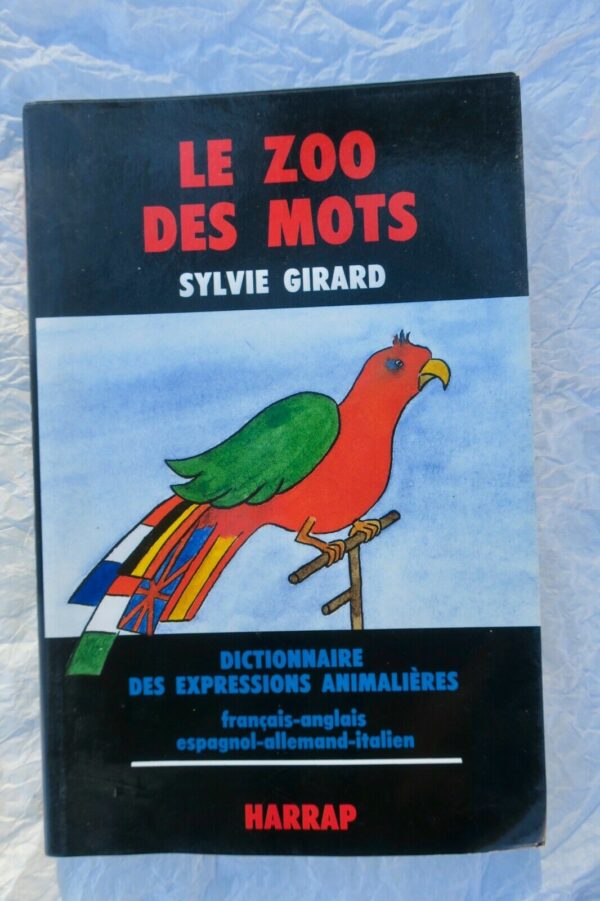 LE ZOO
DES MOTS
SYLVIE GIRARD
DICTIONNAIRE
DES EXPRESSIONS ANIMALIÈRES
français-anglais
espagnol-allemand-italien
HARRAP